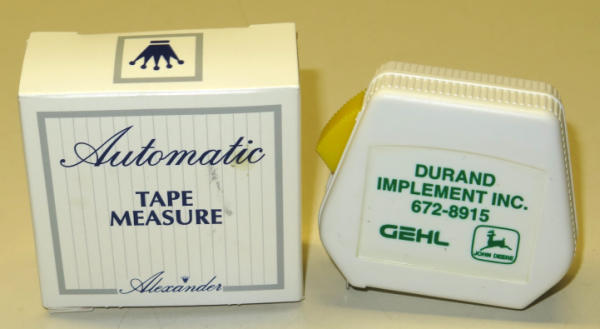 Automatic
TAPE
MEASURE
Alexander
DURAND
IMPLEMENT INC.
672-8915
GEHL
JOHN DEERE